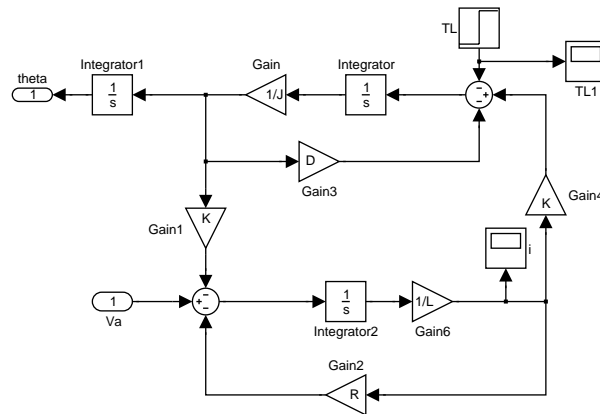 TL
Integrator1
Gain
Integrator
theta
1
1
s
1/J
1
s
−
−
+
TL1
D
Gain3
K
Gain4
K
Gain1
i
1
Va
−
+
−
1
s
Integrator2
1/L
Gain6
Gain2
R